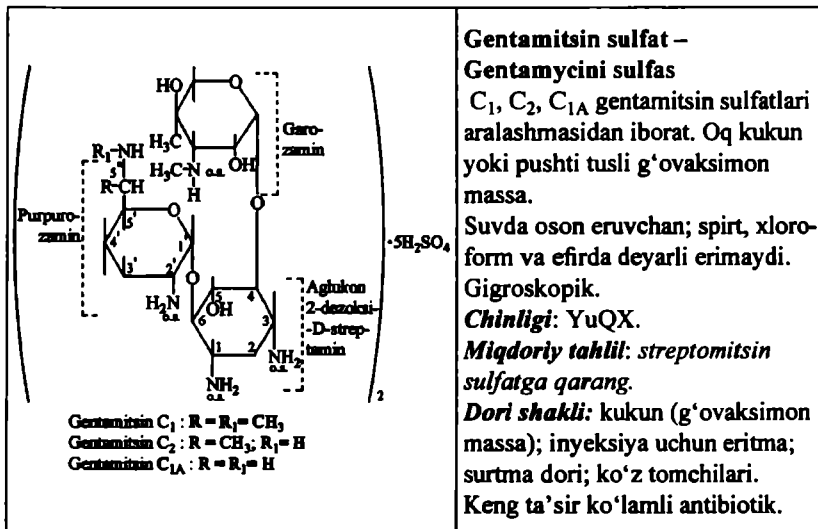 HO
O
H₃C
H₃C-N o.a.
H
OH
Garo-
zamin
R₁-NH
5"
R-CH
Purpuro-
zamin
5'
O
4'
1'
3'
2'
H₂N
o.a.
O
O
5
OH
4
6
3
1
2
NH₂
o.a.
NH₂
o.a.
Aglukon
2-dezoksi-
-D-strep-
tamin
2
·5H₂SO₄
Gentamitsin C₁ : R = R₁= CH₃
Gentamitsin C₂ : R = CH₃; R₁= H
Gentamitsin C₁ₐ : R = R₁= H
Gentamitsin sulfat –
Gentamycini sulfas
C₁, C₂, C₁ₐ gentamitsin sulfatlari
aralashmasidan iborat. Oq kukun
yoki pushti tusli g‘ovaksimon
massa.
Suvda oson eruvchan; spirt, xloro-
form va efirda deyarli erimaydi.
Gigroskopik.
Chinligi: YuQX.
Miqdoriy tahlil: streptomitsin
sulfatga qarang.
Dori shakli: kukun (g‘ovaksimon
massa); inyeksiya uchun eritma;
surtma dori; ko‘z tomchilari.
Keng ta’sir ko‘lamli antibiotik.